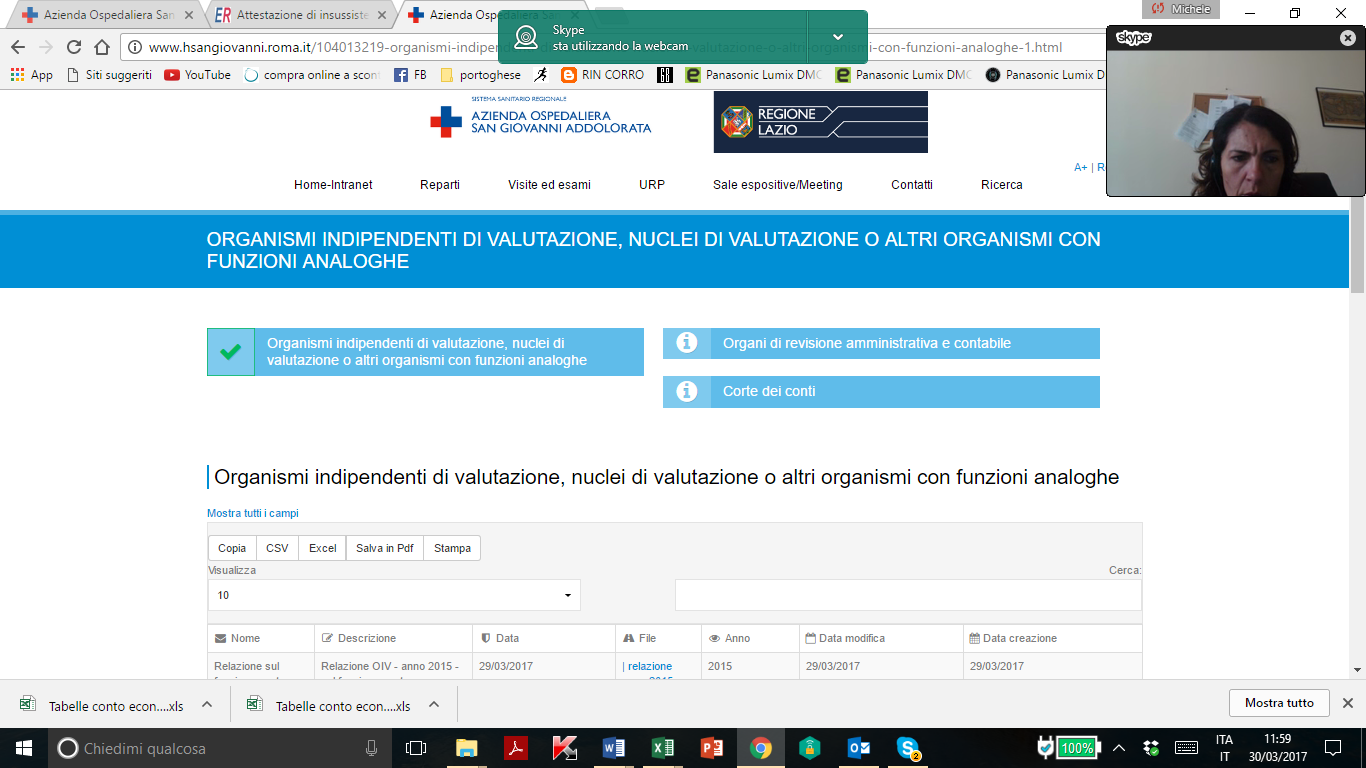 Michele
Azienda Ospedaliera San
Attestazione di insussiste
Azienda Ospedaliera Sa
Skype
sta utilizzando la webcam
www.hsangiovanni.roma.it/104013219-organismi-indipen
valutazione-o-altri-organismi-con-funzioni-analoghe-1.html
skype
App
Siti suggeriti
YouTube
compra online a scon
FB
portoghese
RIN CORRO
Panasonic Lumix DMC
Panasonic Lumix DMC
Panasonic Lumix D
SISTEMA SANITARIO REGIONALE
AZIENDA OSPEDALIERA
SAN GIOVANNI ADDOLORATA
REGIONE
LAZIO
A+ | R
Home-Intranet
Reparti
Visite ed esami
URP
Sale espositive/Meeting
Contatti
Ricerca
ORGANISMI INDIPENDENTI DI VALUTAZIONE, NUCLEI DI VALUTAZIONE O ALTRI ORGANISMI CON
FUNZIONI ANALOGHE
Organismi indipendenti di valutazione, nuclei di
valutazione o altri organismi con funzioni analoghe
Organi di revisione amministrativa e contabile
Corte dei conti
Organismi indipendenti di valutazione, nuclei di valutazione o altri organismi con funzioni analoghe
Mostra tutti i campi
Copia
CSV
Excel
Salva in Pdf
Stampa
Visualizza
Cerca:
10
Nome
Descrizione
Data
File
Anno
Data modifica
Data creazione
Relazione sul
Relazione OIV - anno 2015 -
29/03/2017
| relazione
2015
29/03/2017
29/03/2017
Tabelle conto econ....xls
Tabelle conto econ....xls
Mostra tutto
Chiedimi qualcosa
100%
2
ITA
IT
11:59
30/03/2017